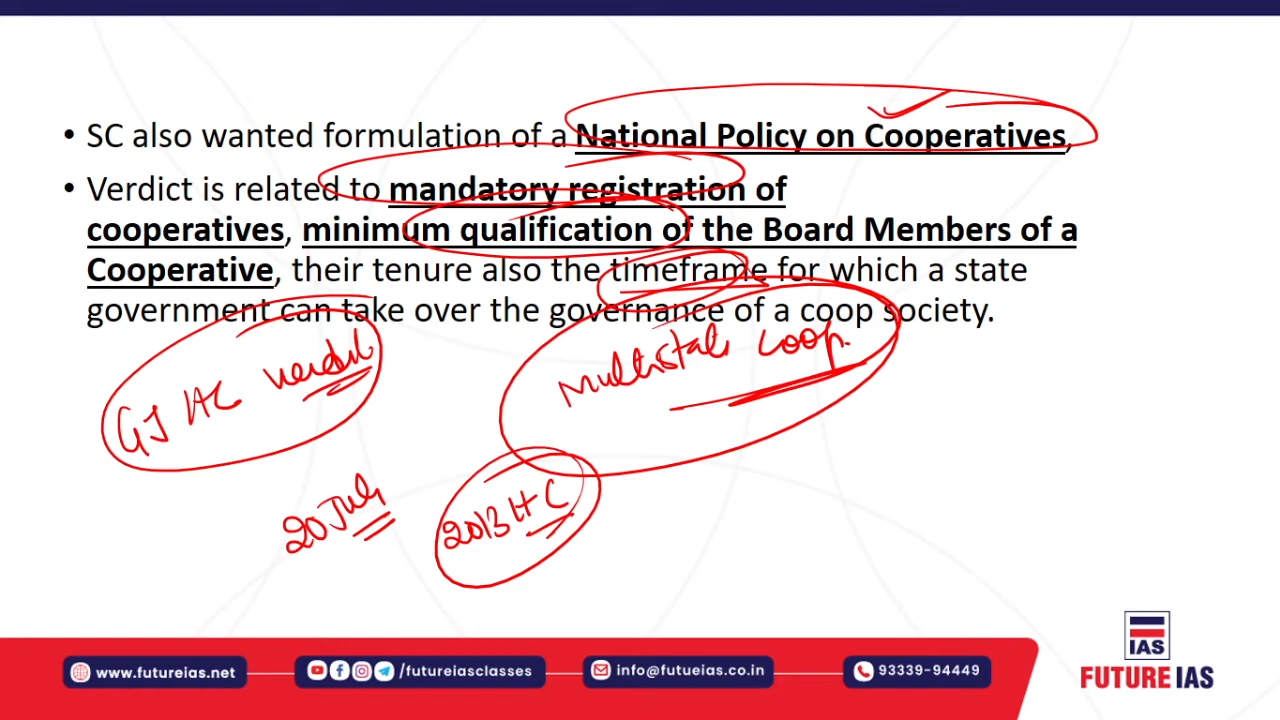 • SC also wanted formulation of a National Policy on Cooperatives,
• Verdict is related to mandatory registration of
cooperatives, minimum qualification of the Board Members of a
Cooperative, their tenure also the timeframe for which a state
government can take over the governance of a coop society.
GJ HC verdict
Multistate coop.
20 July
2013 HC
IAS
FUTURE IAS
www.futureias.net
/futureiasclasses
info@futueias.co.in
93339-94449